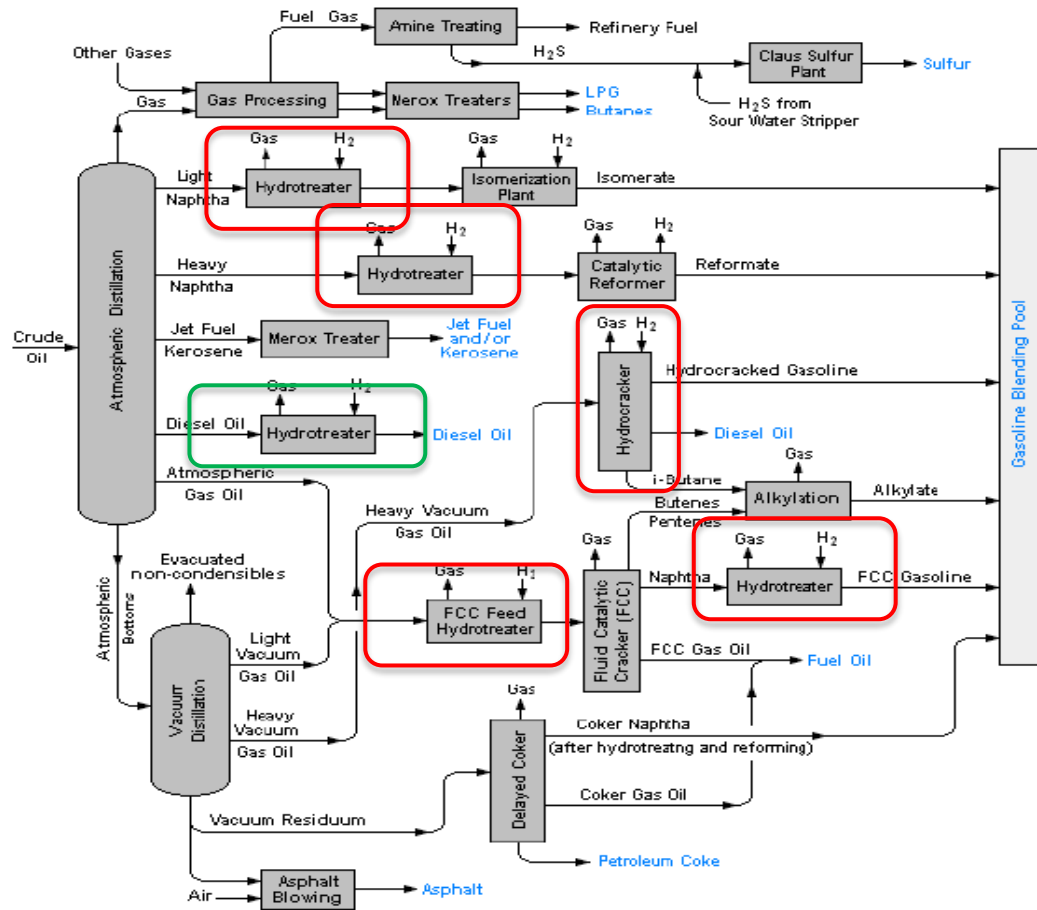 Fuel Gas
Amine Treating
Refinery Fuel
Other Gases
H₂S
Claus Sulfur
Plant
Sulfur
Gas
Gas Processing
Merox Treaters
LPG
Butanes
H₂S from
Sour Water Stripper
Gas
H₂
Gas
H₂
Light
Naphtha
Hydrotreater
Isomerization
Plant
Isomerate
Gas
H₂
Gas
H₂
Heavy
Naphtha
Hydrotreater
Catalytic
Reformer
Reformate
Atmospheric Distillation
Crude
Oil
Jet Fuel
Kerosene
Merox Treater
Jet Fuel
and/or
Kerosene
Gas
H₂
Hydrocracker
Hydrocracked Gasoline
Diesel Oil
Gas
H₂
Diesel Oil
Hydrotreater
Diesel Oil
Gasoline Blending Pool
Atmospheric
Gas Oil
i-Butane
Butenes
Pentenes
Gas
Alkylation
Alkylate
Heavy Vacuum
Gas Oil
Atmospheric
Bottoms
Evacuated
non-condensibles
Gas
H₁
FCC Feed
Hydrotreater
Gas
Fluid Catalytic
Cracker (FCC)
Naphtha
Gas
H₂
Hydrotreater
FCC Gasoline
Light
Vacuum
Gas Oil
FCC Gas Oil
Fuel Oil
Vacuum
Distillation
Heavy
Vacuum
Gas Oil
Gas
Delayed Coker
Coker Naphtha
(after hydrotreatng and reforming)
Coker Gas Oil
Vacuum Residuum
Petroleum Coke
Air
Asphalt
Blowing
Asphalt